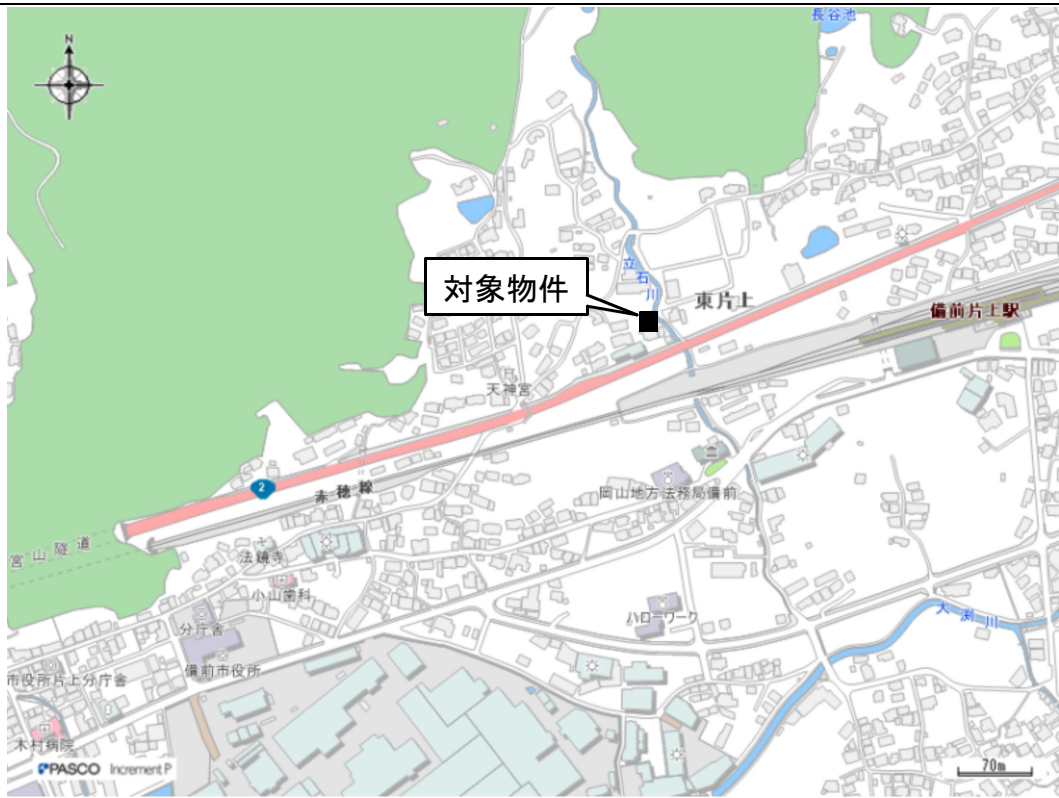 長谷池
N
立石川
対象物件
東片上
備前片上駅
天神宮
2
赤穂線
岡山地方法務局備前
宮山隧道
法鏡寺
小山歯科
ハローワーク
大渕川
分庁舎
備前市役所
市役所片上分庁舎
木村病院
PASCO Increment P
70m